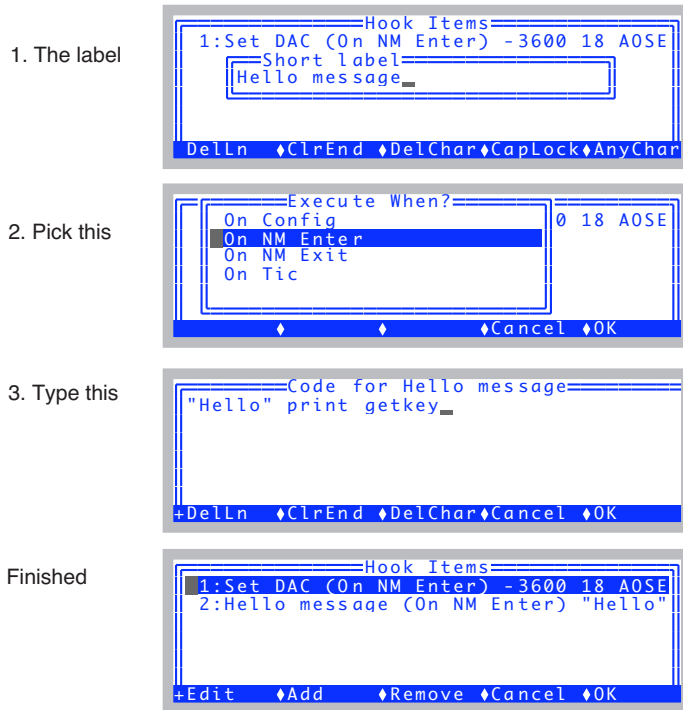 1. The label
Hook Items
1:Set DAC (On NM Enter) -3600 18 AOSE
Short label
Hello message_
DelLn ♦ClrEnd ♦DelChar♦CapLock♦AnyChar
2. Pick this
Execute When?
On Config 0 18 AOSE
On NM Enter
On NM Exit
On Tic
♦ ♦ ♦Cancel ♦OK
3. Type this
Code for Hello message
"Hello" print getkey_
+DelLn ♦ClrEnd ♦DelChar♦Cancel ♦OK
Finished
Hook Items
1:Set DAC (On NM Enter) -3600 18 AOSE
2:Hello message (On NM Enter) "Hello"
+Edit ♦Add ♦Remove ♦Cancel ♦OK